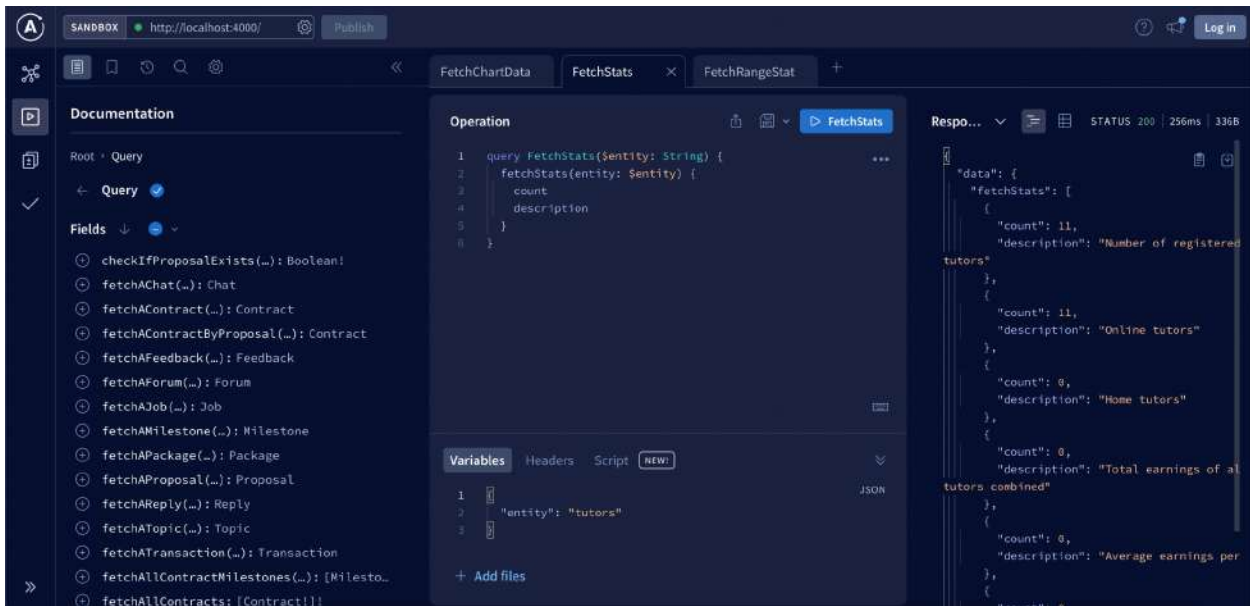 SANDBOX http://localhost:4000/ Publish Log in
FetchChartData FetchStats × FetchRangeStat +
Documentation
Root Query
← Query
Fields
checkIfProposalExists(…): Boolean!
fetchAChat(…): Chat
fetchAContract(…): Contract
fetchAContractByProposal(…): Contract
fetchAFeedback(…): Feedback
fetchAForum(…): Forum
fetchAJob(…): Job
fetchAMilestone(…): Milestone
fetchAPackage(…): Package
fetchAProposal(…): Proposal
fetchAReply(…): Reply
fetchATopic(…): Topic
fetchATransaction(…): Transaction
fetchAllContractMilestones(…): [Milesto…
fetchAllContracts: [Contract!]!
Operation FetchStats
1 query FetchStats($entity: String) {
2 fetchStats(entity: $entity) {
3 count
4 description
5 }
6 }
Variables Headers Script NEW!
JSON
1 {
2 "entity": "tutors"
3 }
+ Add files
Respo… STATUS 200 256ms 336B
{
"data": {
"fetchStats": [
{
"count": 11,
"description": "Number of registered
tutors"
},
{
"count": 11,
"description": "Online tutors"
},
{
"count": 0,
"description": "Home tutors"
},
{
"count": 0,
"description": "Total earnings of al
tutors combined"
},
{
"count": 0,
"description": "Average earnings per
},
{